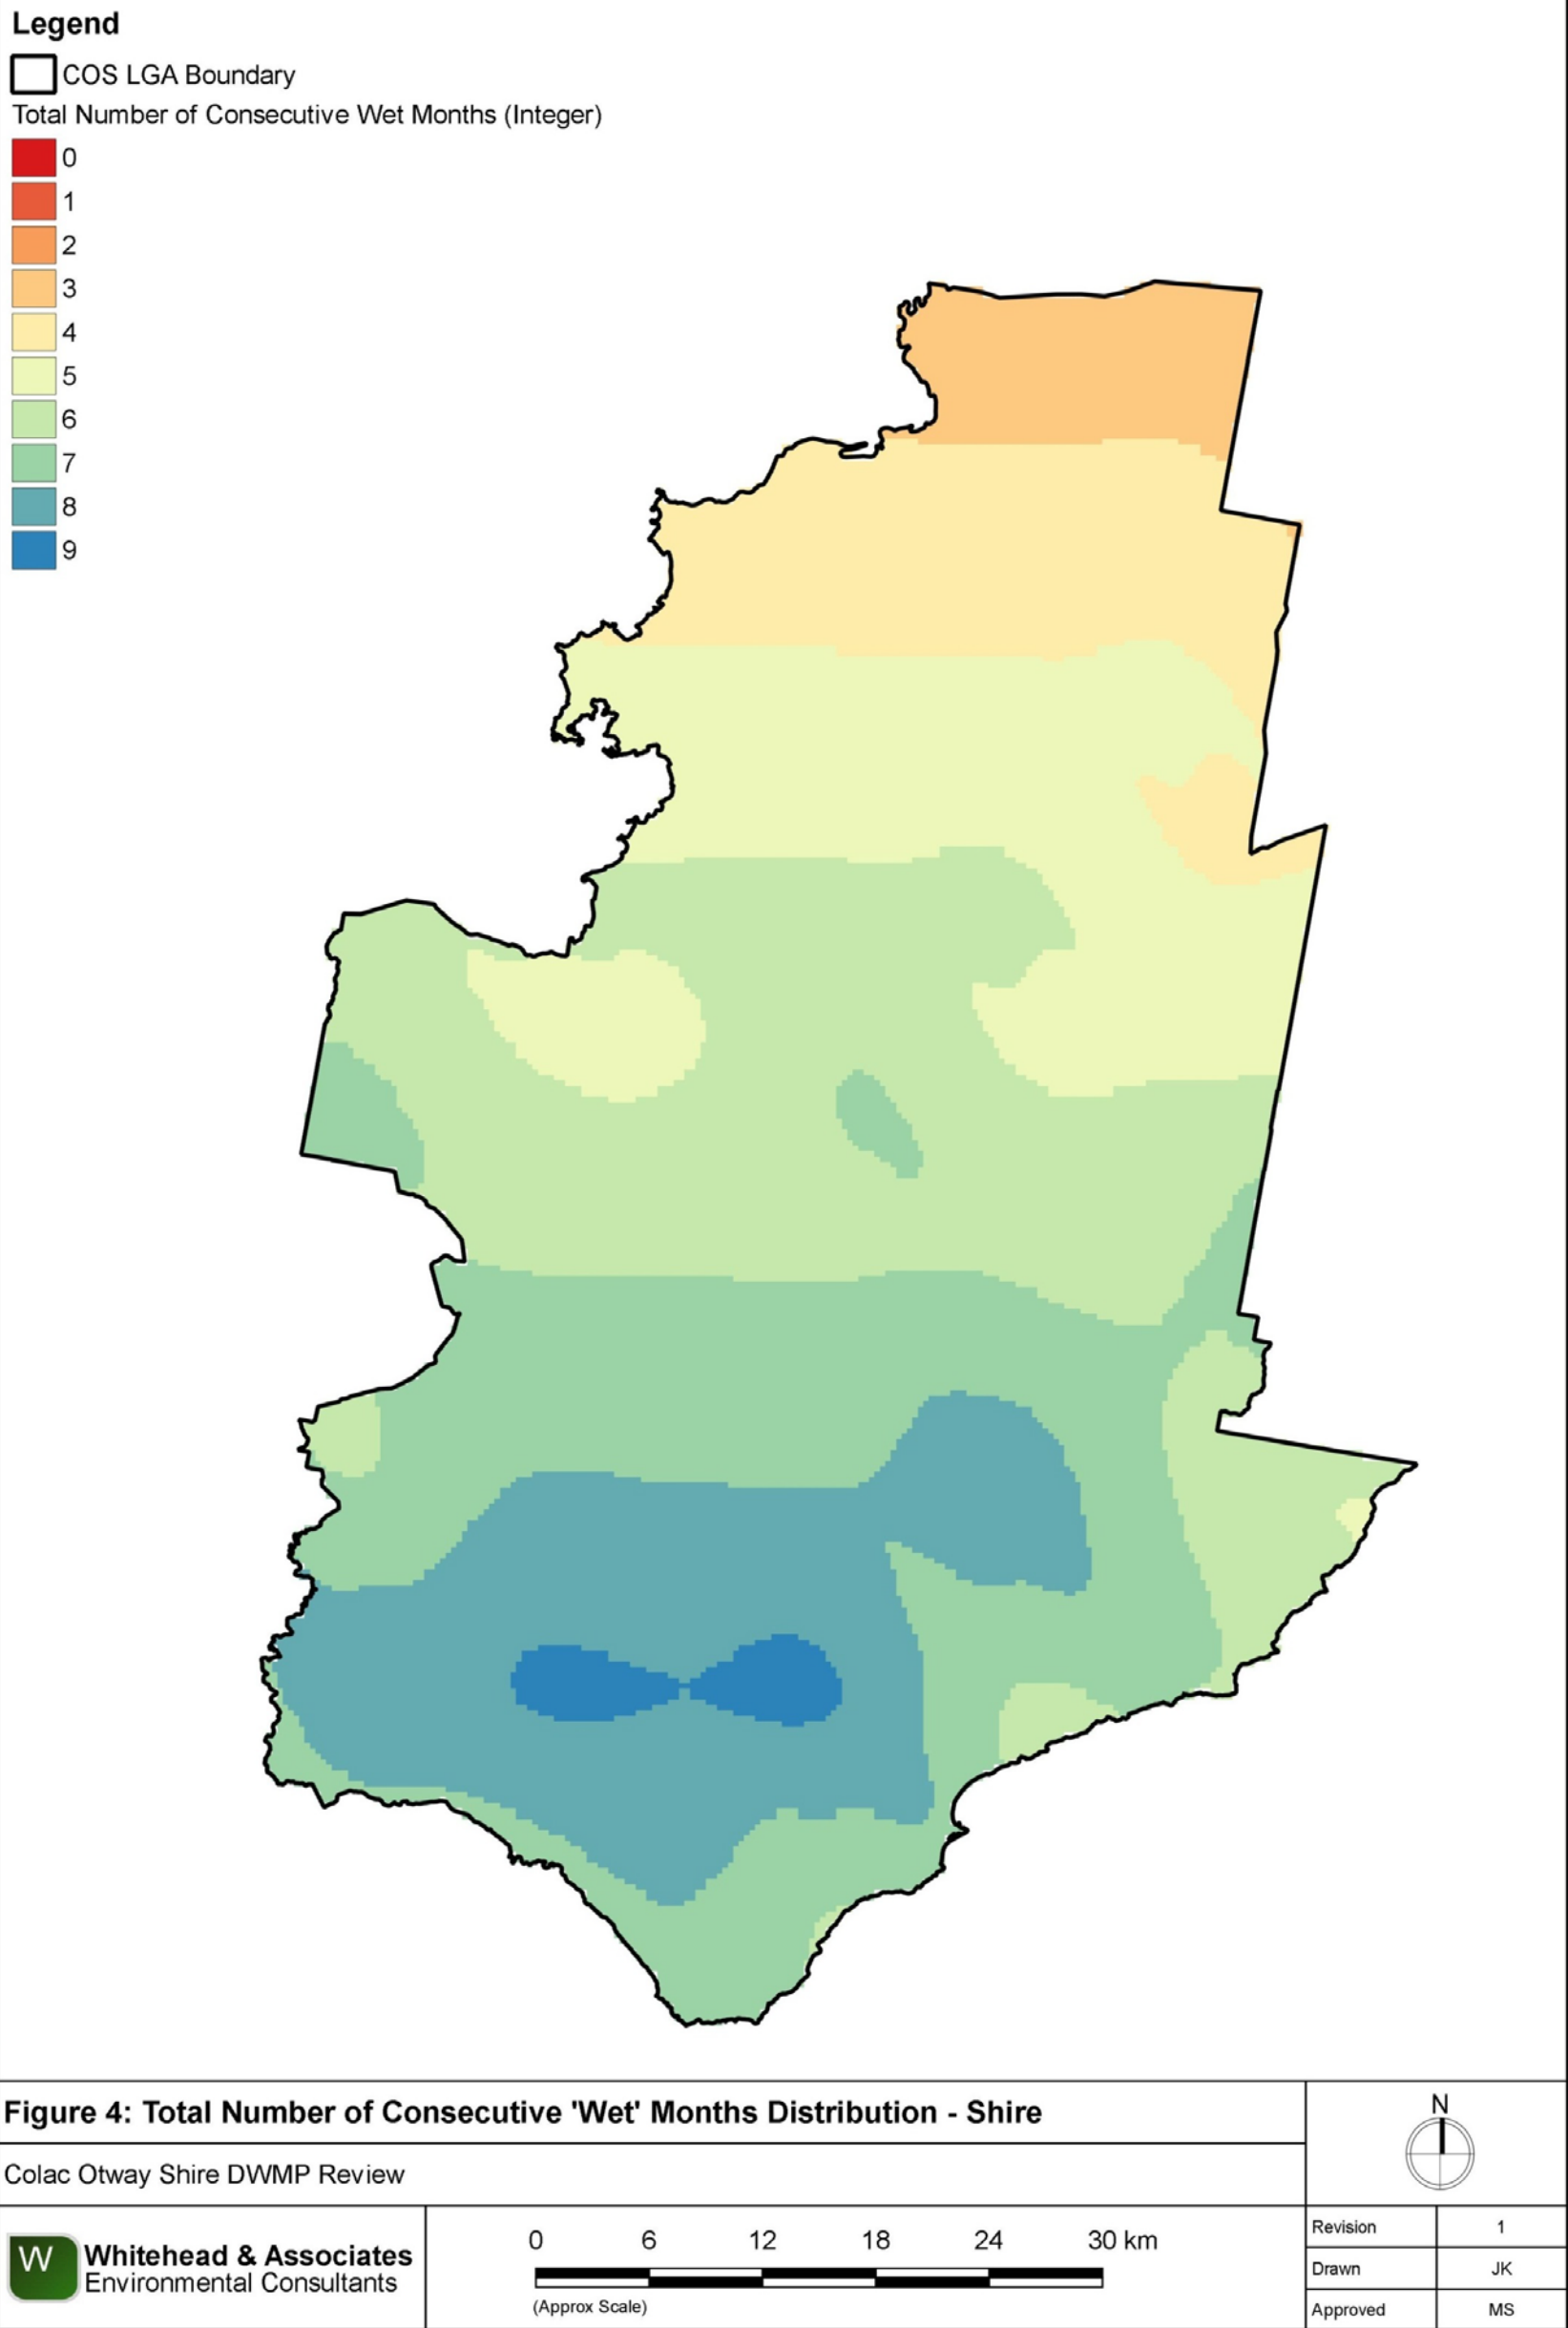 Legend
COS LGA Boundary
Total Number of Consecutive Wet Months (Integer)
0
1
2
3
4
5
6
7
8
9
Figure 4: Total Number of Consecutive 'Wet' Months Distribution - Shire
N
Colac Otway Shire DWMP Review
W
Whitehead & Associates
Environmental Consultants
0 6 12 18 24 30 km
(Approx Scale)
Revision 1
Drawn JK
Approved MS